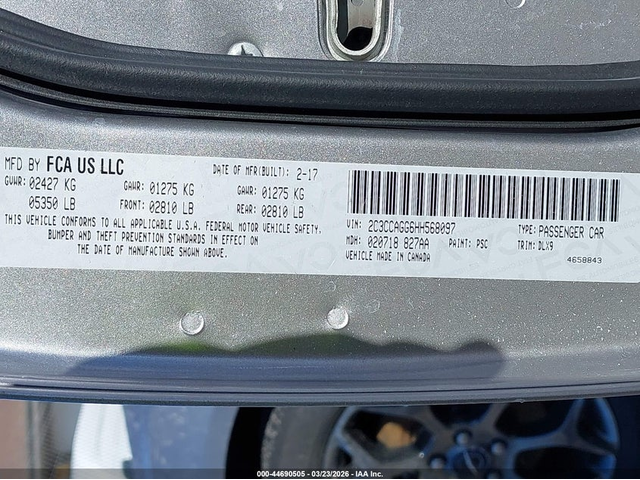 MFD BY FCA US LLC DATE OF MFR(BUILT): 2-17
GVWR: 02427 KG GAWR: 01275 KG GAWR: 01275 KG
05350 LB FRONT: 02810 LB REAR: 02810 LB
THIS VEHICLE CONFORMS TO ALL APPLICABLE U.S.A. FEDERAL MOTOR VEHICLE SAFETY,
BUMPER AND THEFT PREVENTION STANDARDS IN EFFECT ON
THE DATE OF MANUFACTURE SHOWN ABOVE.
VIN: 2C3CCAGG6HH568097 TYPE: PASSENGER CAR
MDH: 020718 827AA PAINT: PSC TRIM: DLX9
VEHICLE MADE IN CANADA 4658843
000-44690505 - 03/23/2026 - IAA Inc.